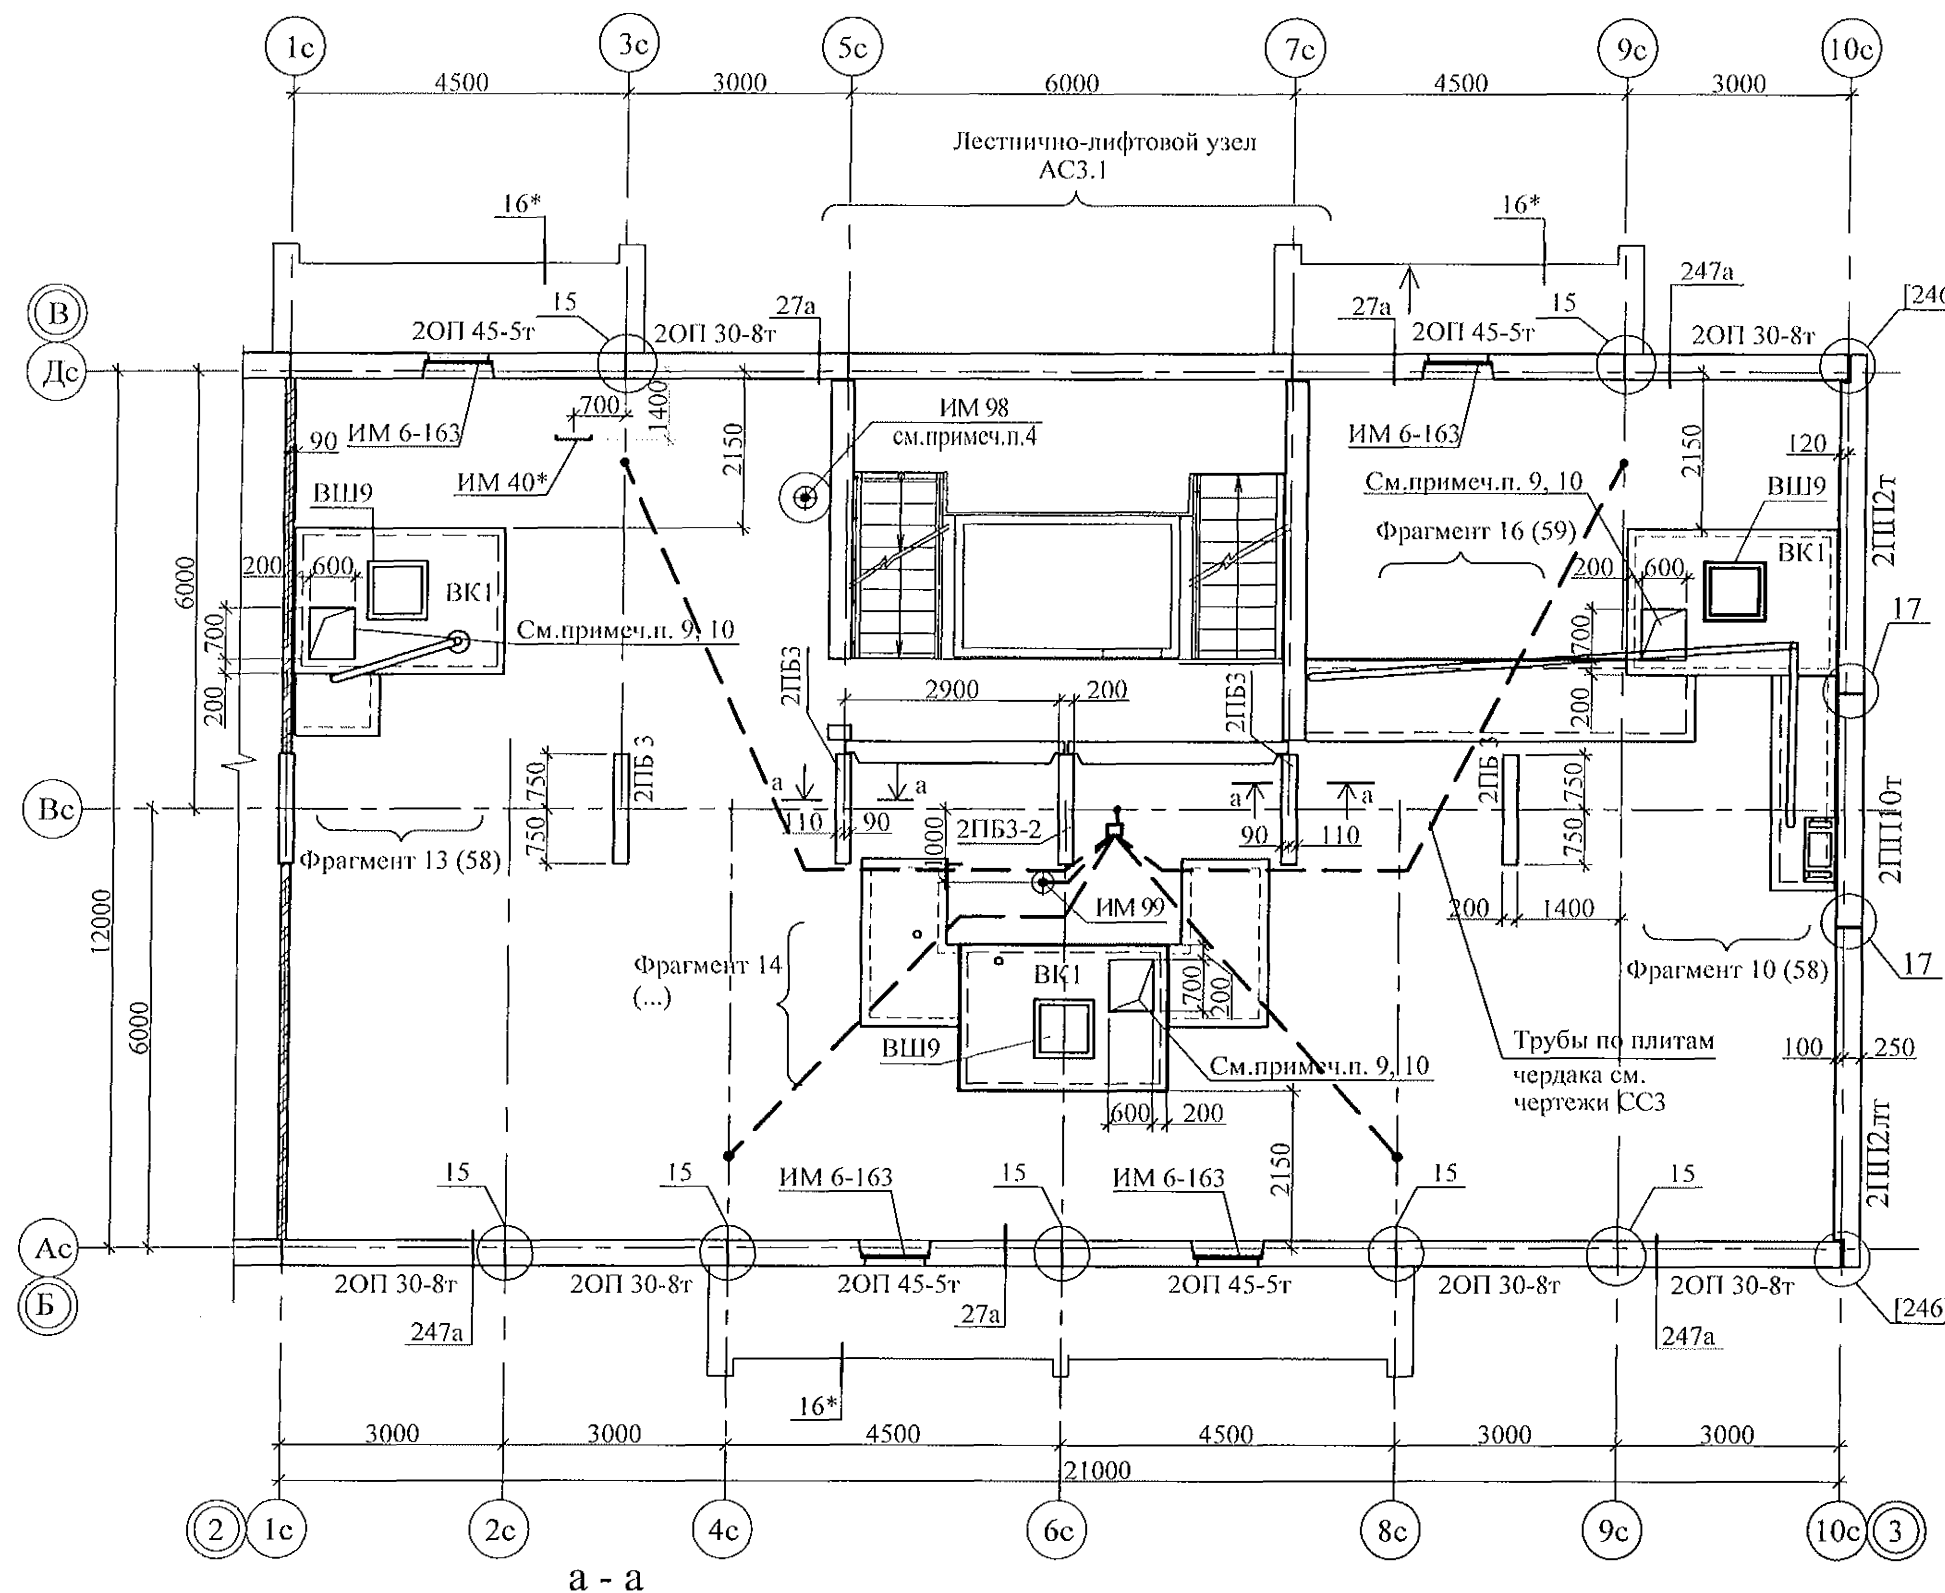 1с
3с
5с
7с
9с
10с
4500
3000
6000
4500
3000
Лестнично-лифтовой узел
АС3.1
16*
16*
247а
[246
В
15
27а
27а
15
2ОП 45-5т
2ОП 30-8т
2ОП 45-5т
2ОП 30-8т
Дс
700
1400
ИМ 98
см.примеч.п.4
90
ИМ 6-163
2150
ИМ 6-163
2150
120
ИМ 40*
См.примеч.п. 9, 10
ВШ9
ВШ9
2ПП2т
Фрагмент 16 (59)
ВК1
6000
200
600
ВК1
200
600
700
См.примеч.п. 9, 10
700
17
200
2ПБ3
2900
200
2ПБ3
200
2ПБ 3
750
а
а
а
а
2ПБ 3
750
Вс
750
110
90
1000
2ПБ3-2
90
110
750
2ПП10т
Фрагмент 13 (58)
ИМ 99
200
1400
12000
Фрагмент 14
(...)
ВК1
700
200
Фрагмент 10 (58)
17
6000
ВШ9
См.примеч.п. 9, 10
Трубы по плитам
чердака см.
чертежи СС3
100
250
600
200
2150
2ПП2лт
15
15
ИМ 6-163
15
ИМ 6-163
15
15
Ас
2ОП 30-8т
2ОП 30-8т
2ОП 45-5т
2ОП 45-5т
2ОП 30-8т
2ОП 30-8т
Б
247а
27а
247а
[246]
16*
3000
3000
4500
4500
3000
3000
21000
2
1с
2с
4с
6с
8с
9с
10с
3
а - а